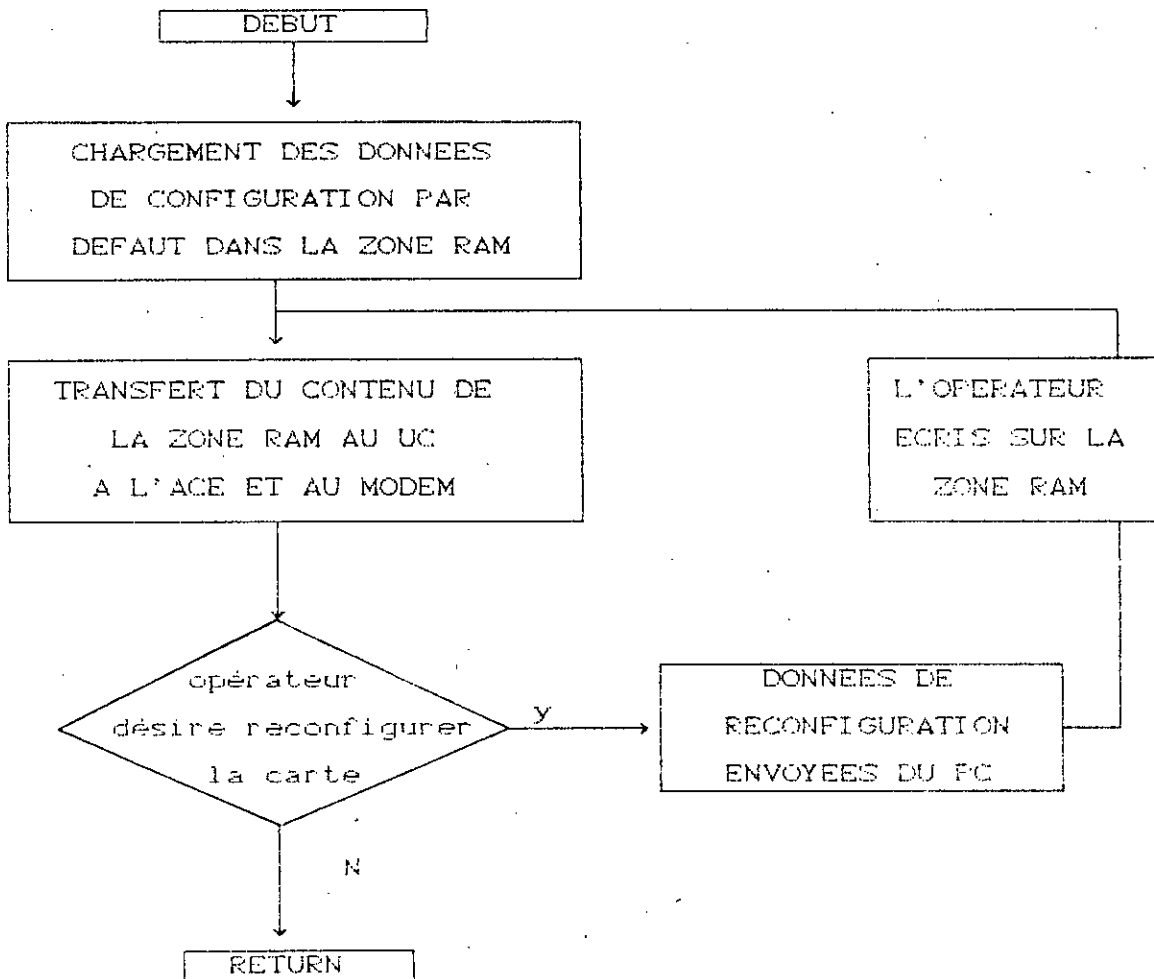 DEBUT
CHARGEMENT DES DONNEES
DE CONFIGURATION PAR
DEFAUT DANS LA ZONE RAM
TRANSFERT DU CONTENU DE
LA ZONE RAM AU UC
A L'ACE ET AU MODEM
L'OPERATEUR
ECRIS SUR LA
ZONE RAM
opérateur
désire reconfigurer
la carte
y
DONNEES DE
RECONFIGURATION
ENVOYEES DU PC
N
RETURN